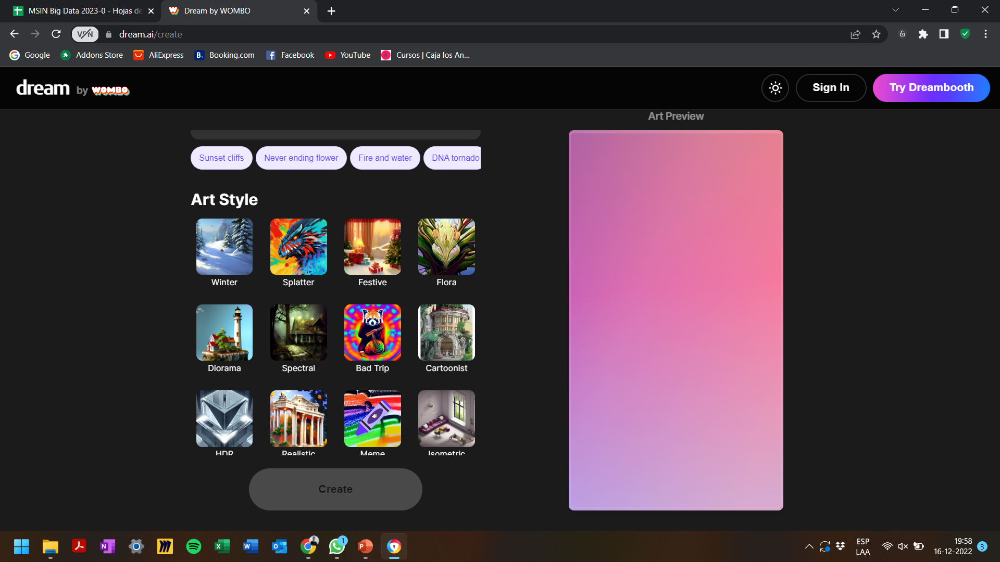 MSIN Big Data 2023-0 - Hojas de
Dream by WOMBO
VPN
dream.ai/create
Google
Addons Store
AliExpress
B.
Booking.com
Facebook
YouTube
Cursos | Caja los An...
dream by WOMBO
Sign In
Try Dreambooth
Art Preview
Sunset cliffs
Never ending flower
Fire and water
DNA tornado
Art Style
Winter
Splatter
Festive
Flora
Diorama
Spectral
Bad Trip
Cartoonist
HDR
Realistic
Meme
Isometric
Create
1
ESP
LAA
19:58
16-12-2022
3